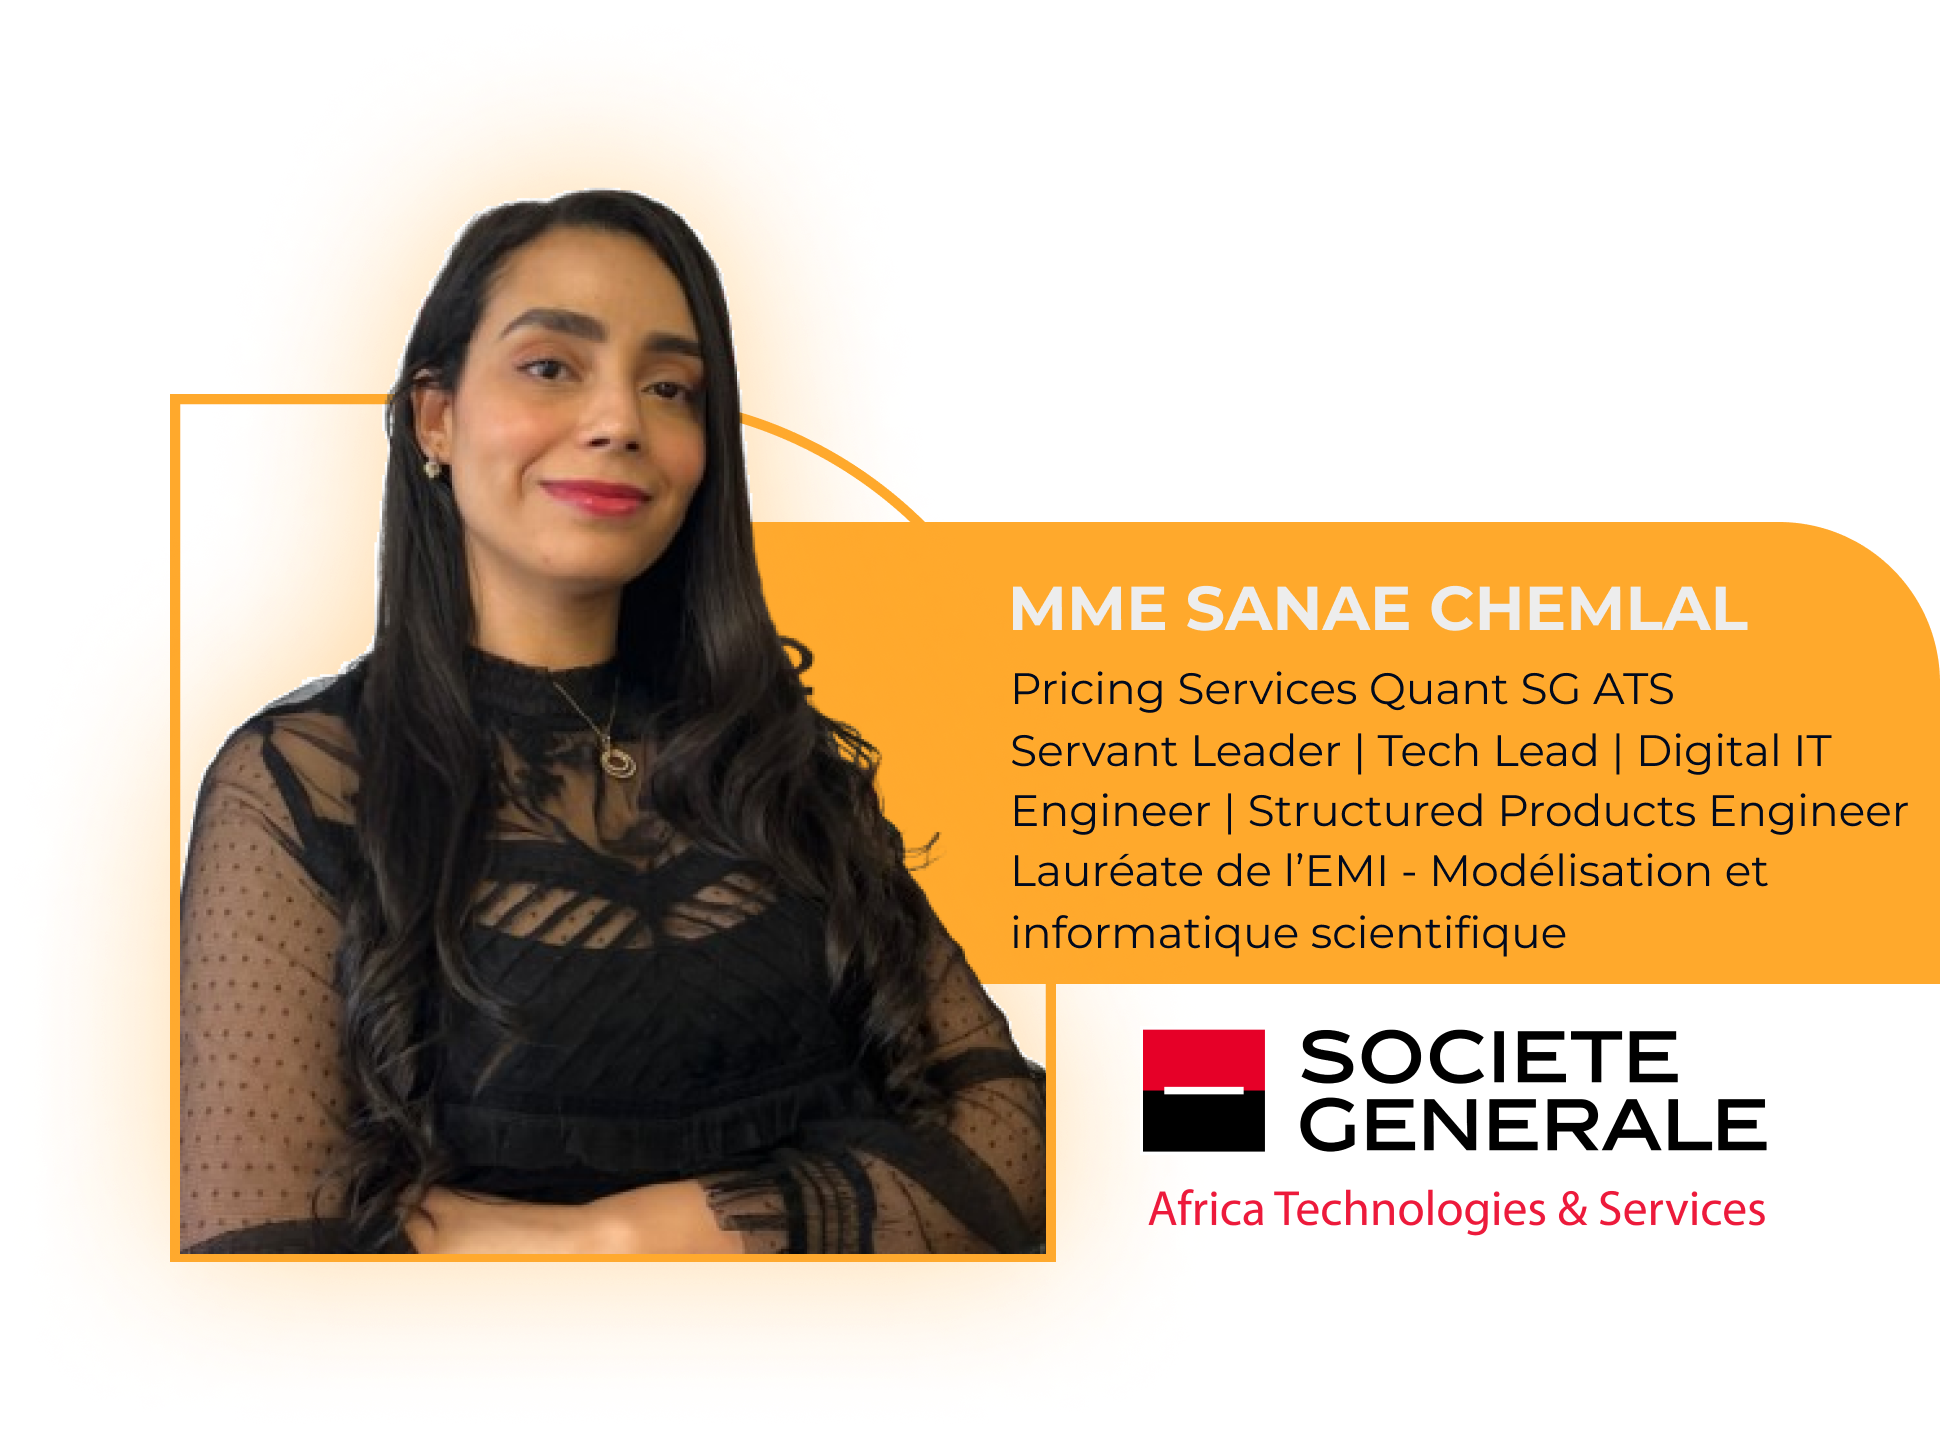 MME SANAE CHEMLAL
Pricing Services Quant SG ATS
Servant Leader | Tech Lead | Digital IT
Engineer | Structured Products Engineer
Lauréate de l’EMI - Modélisation et
informatique scientifique
SOCIETE
GENERALE
Africa Technologies & Services